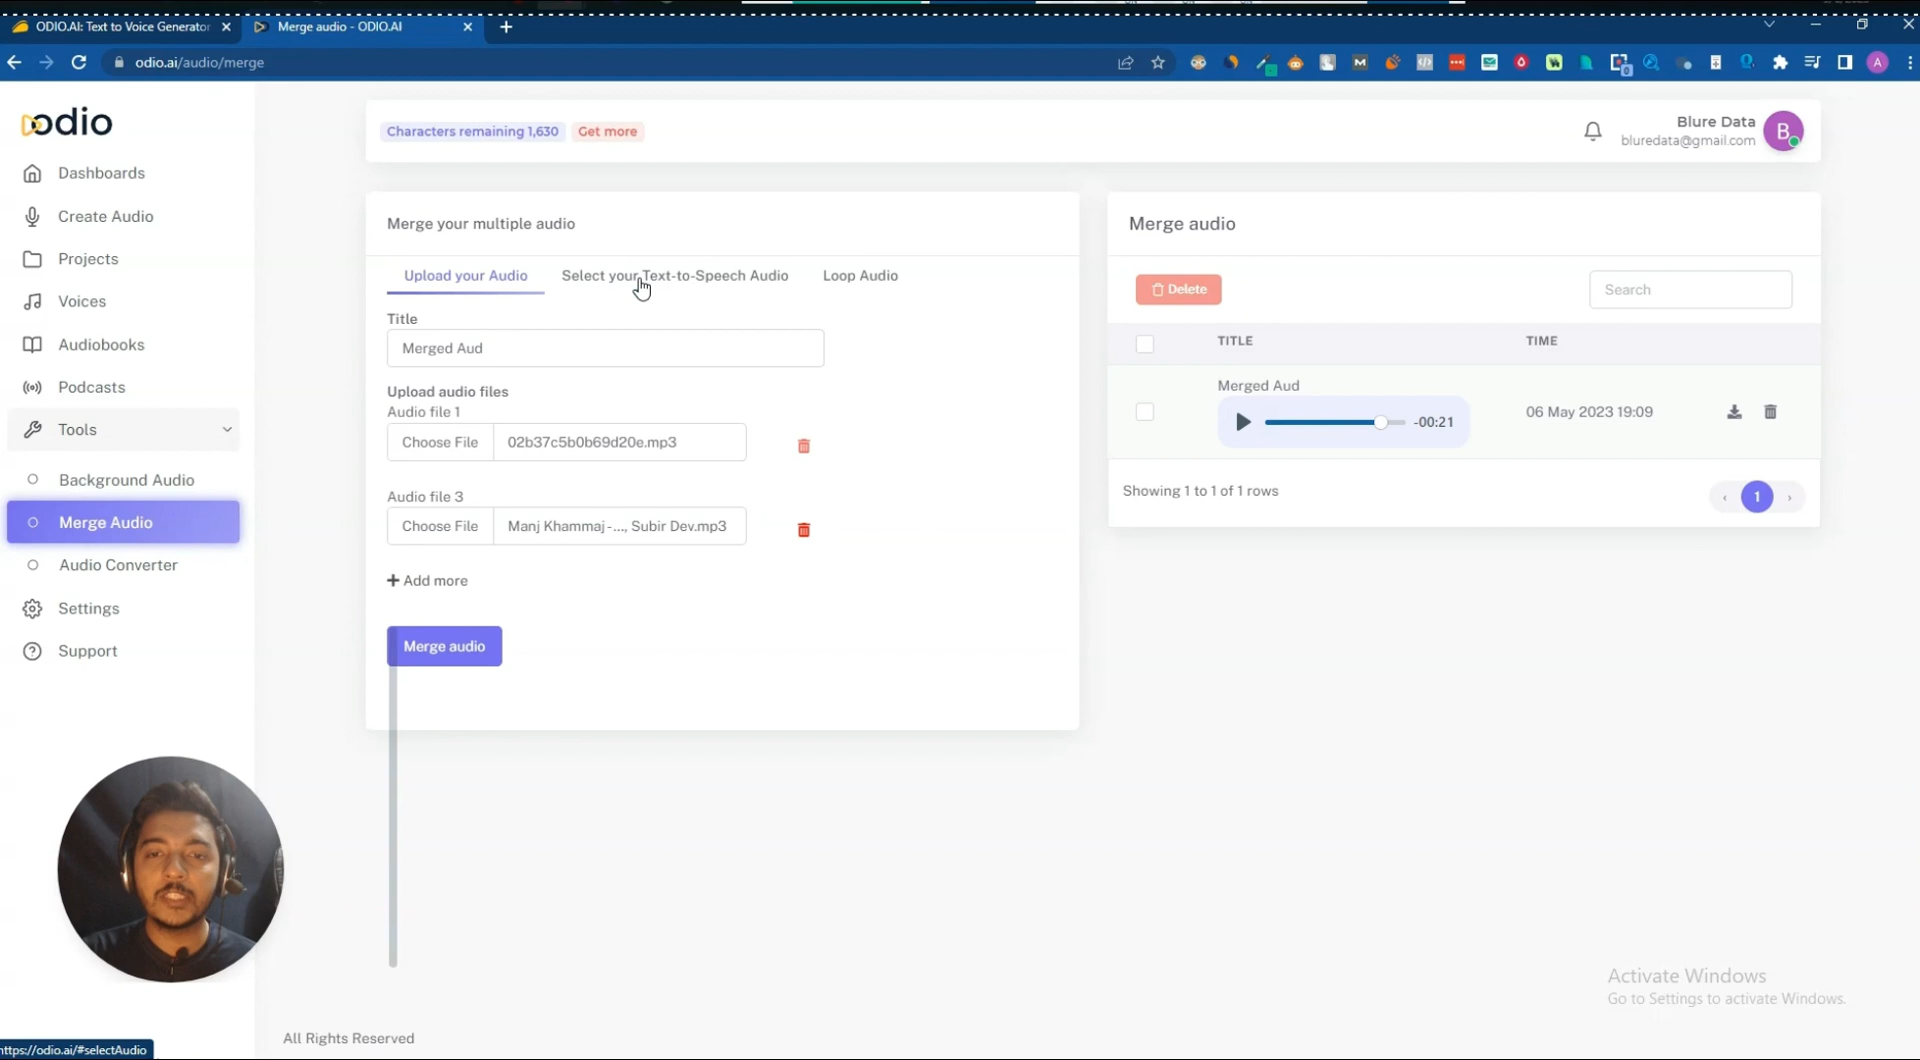 ODIO.AI: Text to Voice Generator
Merge audio - ODIO.AI
odio.ai/audio/merge
odio
Characters remaining 1,630 Get more
Blure Data
bluredata@gmail.com
B
A
Dashboards
Create Audio
Projects
Voices
Audiobooks
Podcasts
Tools
Background Audio
Merge Audio
Audio Converter
Settings
Support
Merge your multiple audio
Upload your Audio Select your Text-to-Speech Audio Loop Audio
Title
Merged Aud
Upload audio files
Audio file 1
Choose File 02b37c5b0b69d20e.mp3
Audio file 3
Choose File Manj Khammaj - ..., Subir Dev.mp3
+ Add more
Merge audio
Merge audio
Delete
Search
TITLE TIME
Merged Aud
-00:21
06 May 2023 19:09
Showing 1 to 1 of 1 rows
‹ 1 ›
Activate Windows
Go to Settings to activate Windows.
All Rights Reserved
https://odio.ai/#selectAudio